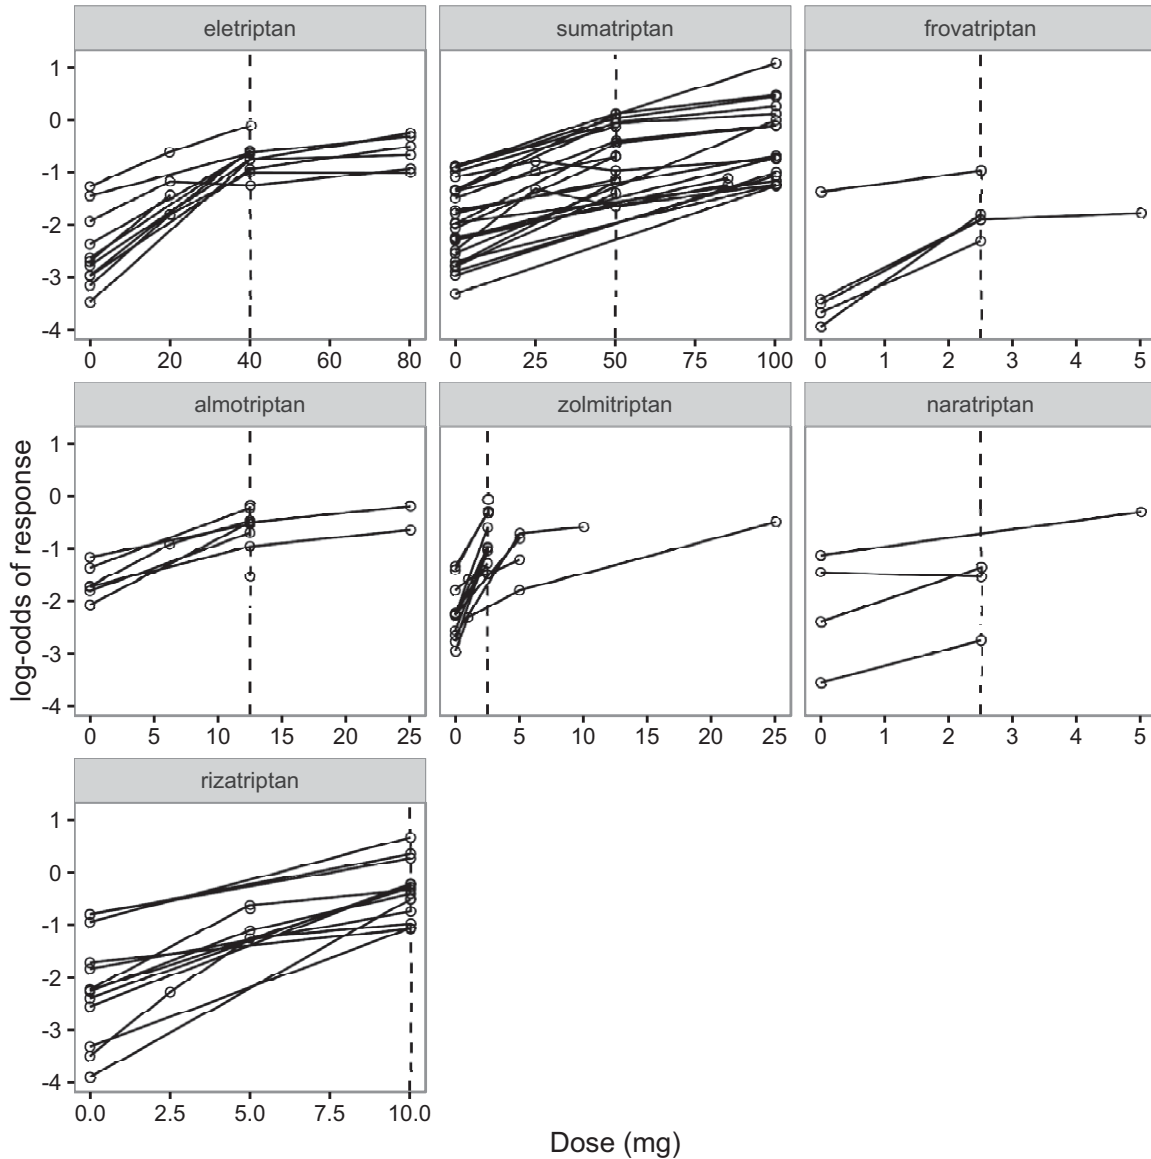 eletriptan sumatriptan frovatriptan
1
0
-1
-2
-3
-4
0 20 40 60 80 0 25 50 75 100 0 1 2 3 4 5
almotriptan zolmitriptan naratriptan
1
0
-1
-2
-3
-4
0 5 10 15 20 25 0 5 10 15 20 25 0 1 2 3 4 5
log-odds of response
rizatriptan
1
0
-1
-2
-3
-4
0.0 2.5 5.0 7.5 10.0
Dose (mg)